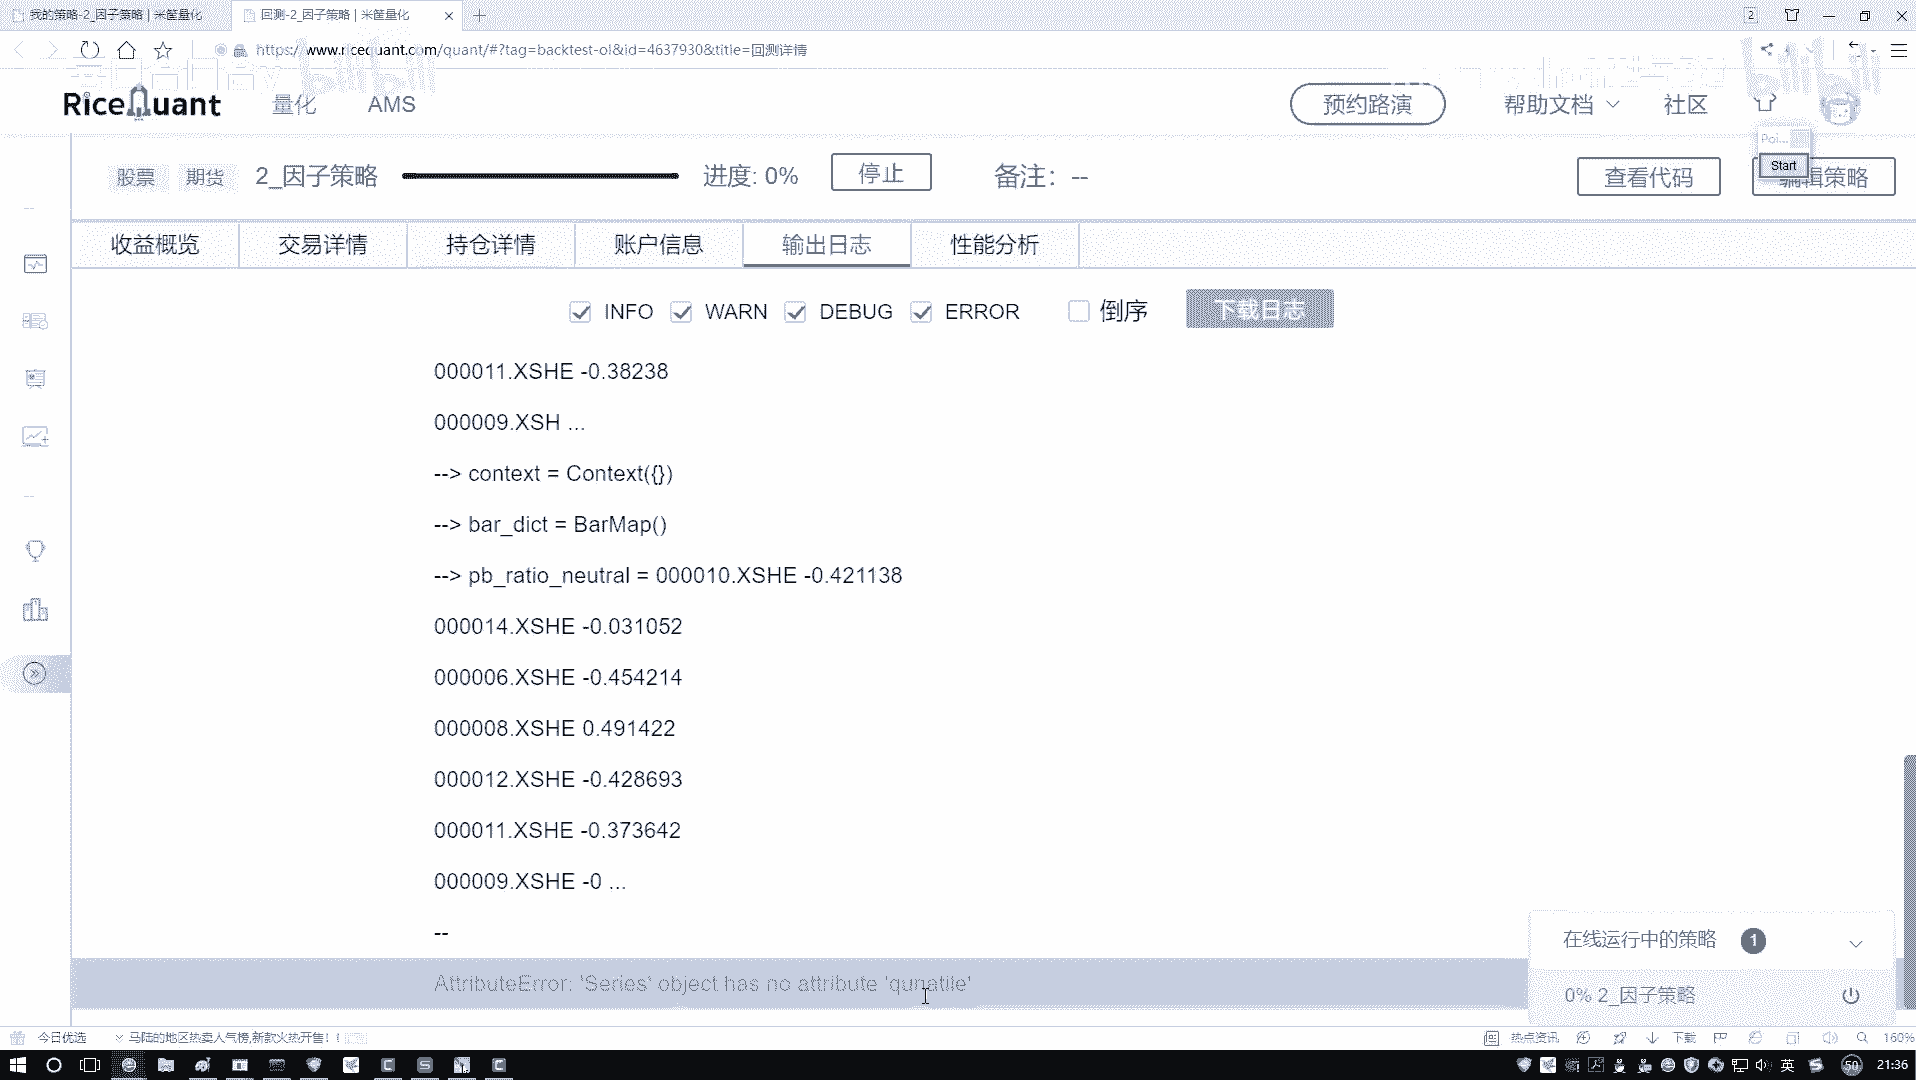 我的策略-2_因子策略 | 米筐量化
回测-2_因子策略 | 米筐量化
2
https://www.ricequant.com/quant/#?tag=backtest-ol&id=4637930&title=回测详情
bilibili
bilibili
RiceQuant 量化 AMS 预约路演 帮助文档 社区
Poi...
Start
股票 期货 2_因子策略 进度: 0% 停止 备注: -- 查看代码 编辑策略
收益概览 交易详情 持仓详情 账户信息 输出日志 性能分析
INFO WARN DEBUG ERROR 倒序 下载日志
000011.XSHE -0.38238
000009.XSH ...
--> context = Context({})
--> bar_dict = BarMap()
--> pb_ratio_neutral = 000010.XSHE -0.421138
000014.XSHE -0.031052
000006.XSHE -0.454214
000008.XSHE 0.491422
000012.XSHE -0.428693
000011.XSHE -0.373642
000009.XSHE -0 ...
--
AttributeError: 'Series' object has no attribute 'qunatile'
在线运行中的策略 1
0% 2_因子策略
今日优选 马陆的地区热卖人气榜,新款火热开售! 热点资讯 下载 160%
英 50 21:36